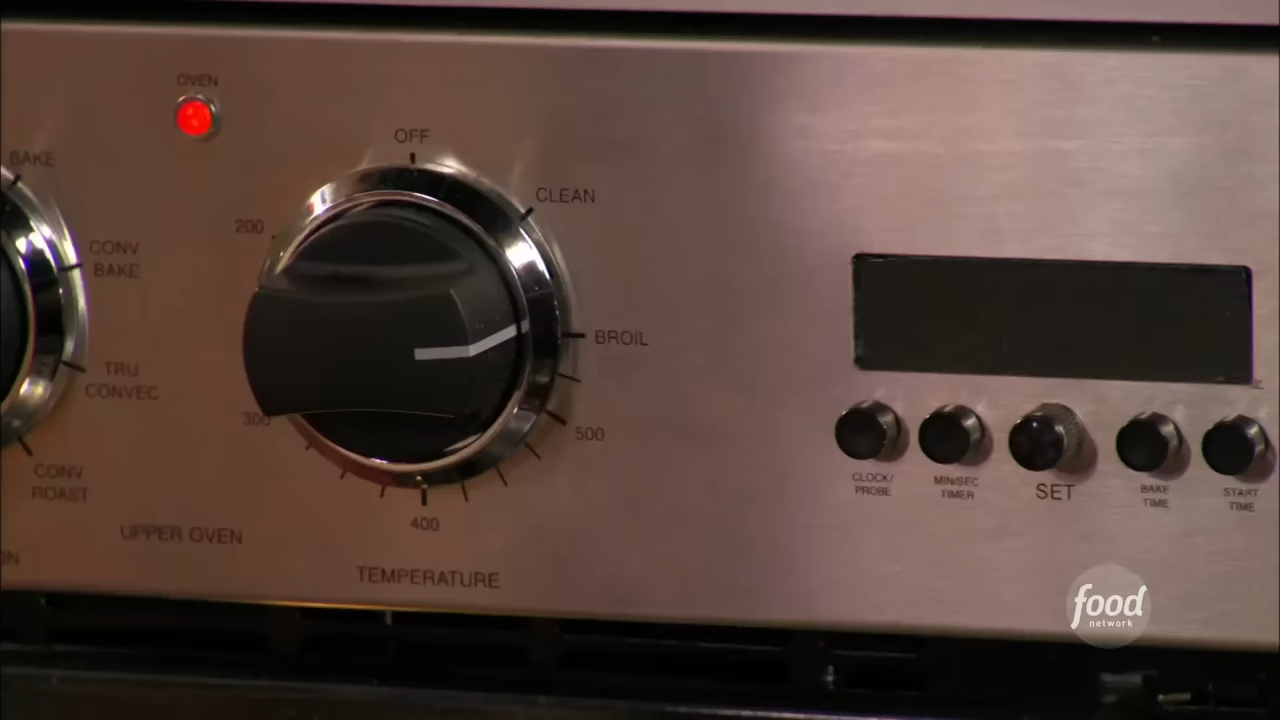 OVEN
OFF
BAKE
CLEAN
200
CONV
BAKE
BROIL
TRU
CONVEC
300
500
CONV
ROAST
400
UPPER OVEN
TEMPERATURE
CLOCK/
PROBE
MIN/SEC
TIMER
SET
BAKE
TIME
START
TIME
food
network